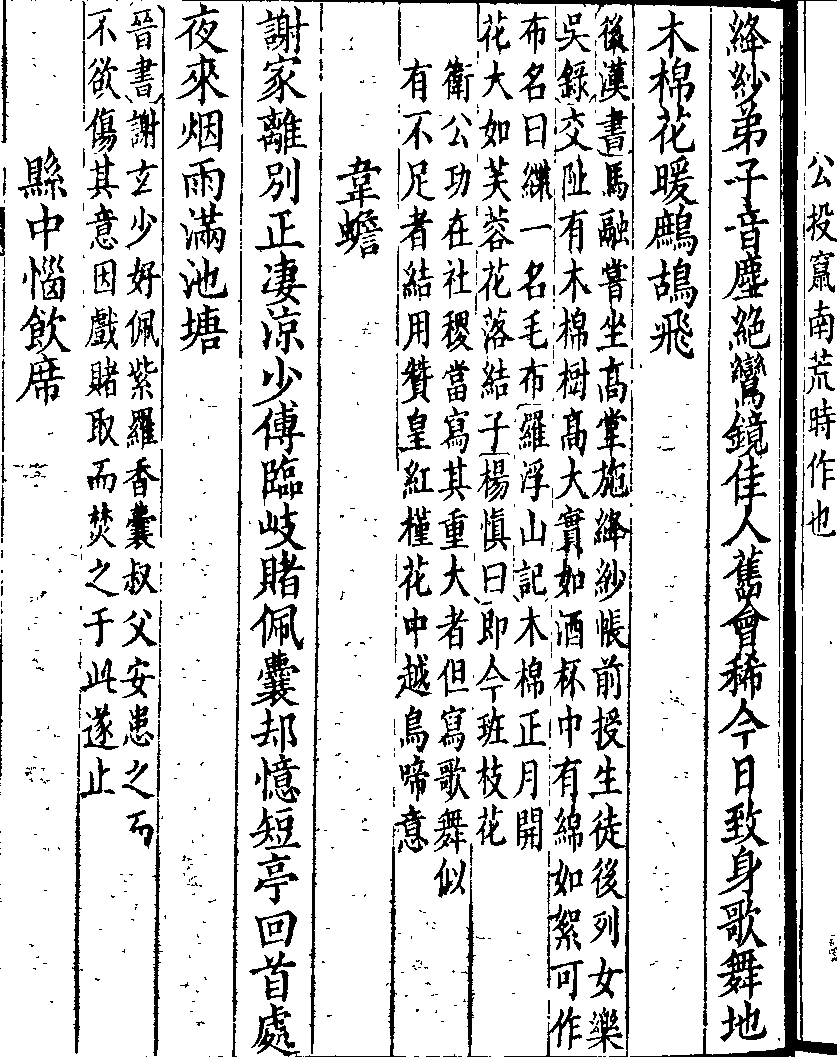 公投竄南荒時作也
絳紗弟子音塵絕鸞鏡佳人舊會稀今日致身歌舞地
木棉花暖鷓鴣飛
後漢書馬融嘗坐高堂施絳紗帳前授生徒後列女樂
吳錄交阯有木棉樹高大實如酒杯中有綿如絮可作
布名曰緤一名毛布羅浮山記木棉正月開
花大如芙蓉花落結子楊慎曰即今班枝花
衛公功在社稷當寫其重大者但寫歌舞似
有不足者結用贊皇紅槿花中越鳥啼意
韋蟾
謝家離別正凄涼少傅臨岐賭佩囊却憶短亭回首處
夜來烟雨滿池塘
晉書謝玄少好佩紫羅香囊叔父安患之而
不欲傷其意因戲賭取而焚之于此遂止
縣中惱飲席